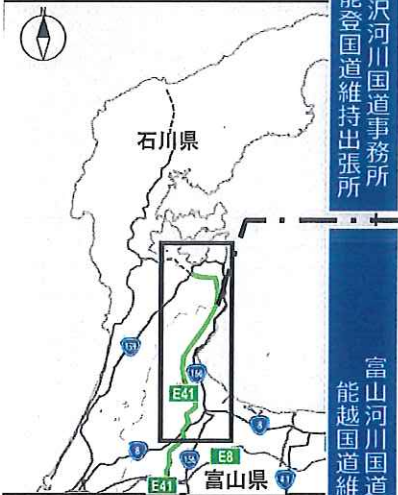 沢河川国道事務所
能登国道維持出張所
石川県
159
160
E41
8
8
156
E8
富山県
E41
41
富山河川国道
能越国道維